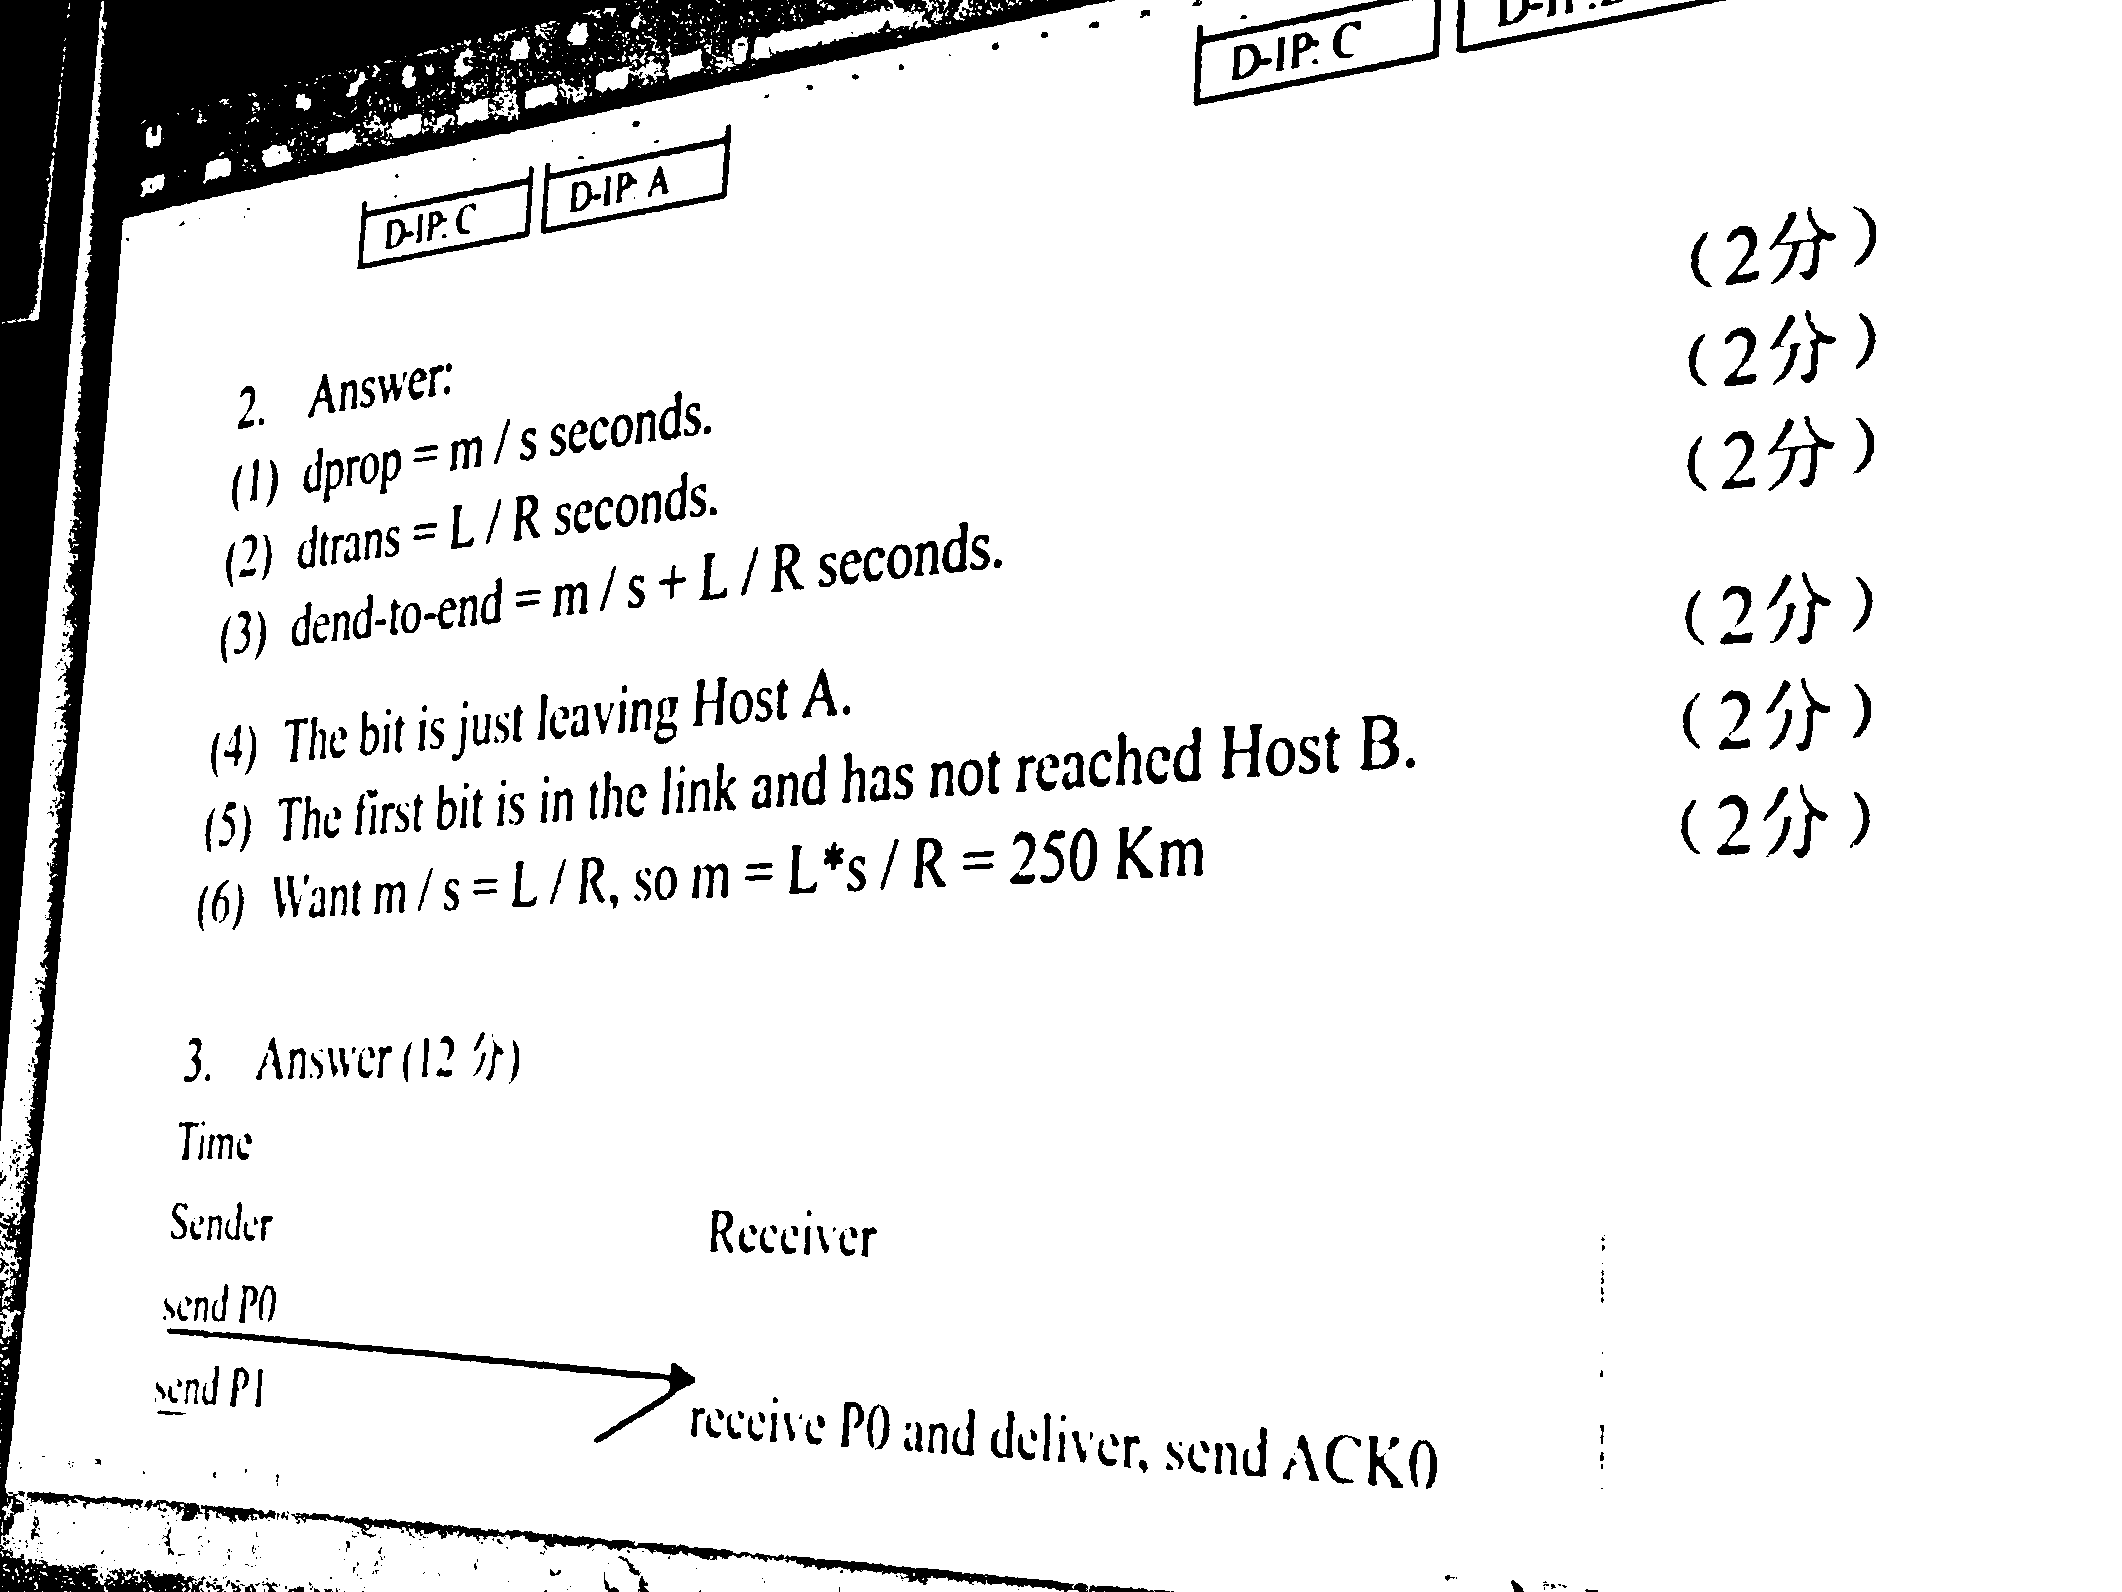 D-IP: C
D-IP: C
D-IP: A
2. Answer:
(1) dprop = m / s seconds. (2分)
(2) dtrans = L / R seconds. (2分)
(3) dend-to-end = m / s + L / R seconds. (2分)
(4) The bit is just leaving Host A. (2分)
(5) The first bit is in the link and has not reached Host B. (2分)
(6) Want m / s = L / R, so m = L*s / R = 250 Km (2分)
3. Answer (12 分)
Time
Sender Receiver
send P0
send P1
receive P0 and deliver, send ACK0